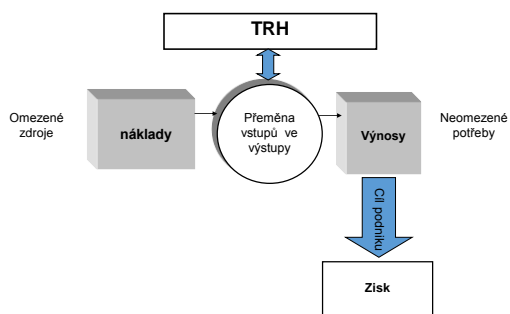 TRH
Omezené
zdroje
náklady
Přeměna
vstupů ve
výstupy
Výnosy
Neomezené
potřeby
Cíl podniku
Zisk